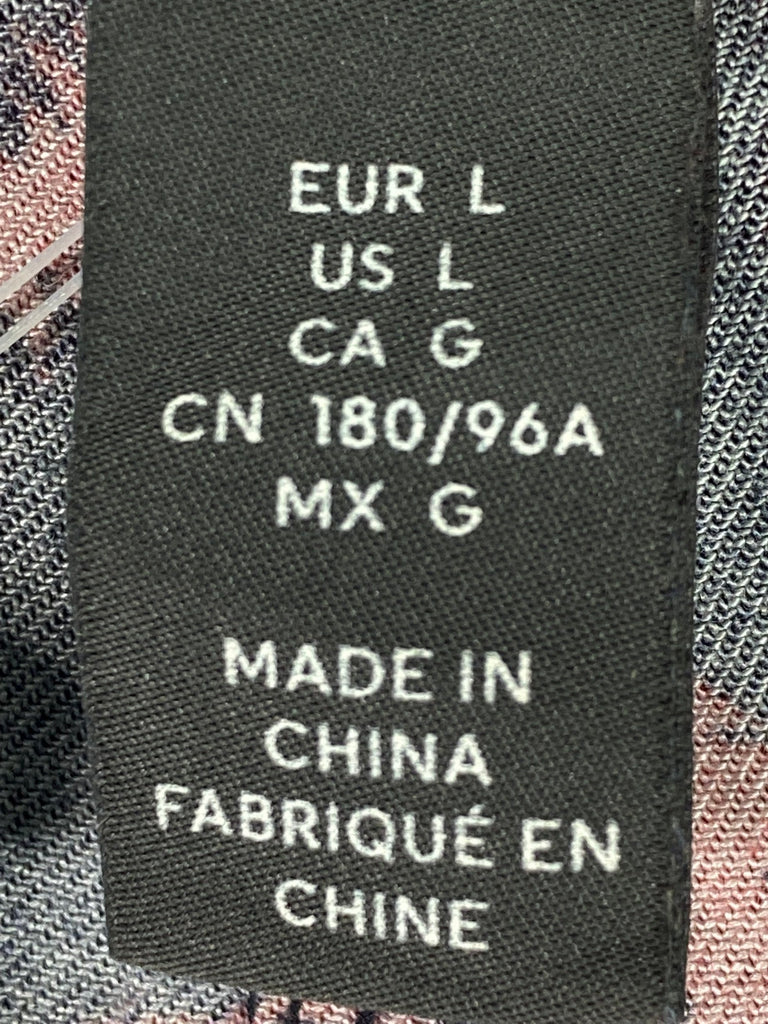 EUR L
US L
CA G
CN 180/96A
MX G
MADE IN
CHINA
FABRIQUÉ EN
CHINE